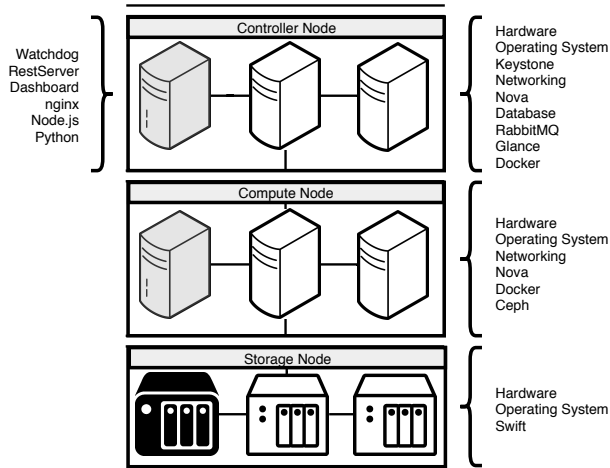 Controller Node
Watchdog
RestServer
Dashboard
nginx
Node.js
Python
Hardware
Operating System
Keystone
Networking
Nova
Database
RabbitMQ
Glance
Docker
Compute Node
Hardware
Operating System
Networking
Nova
Docker
Ceph
Storage Node
Hardware
Operating System
Swift